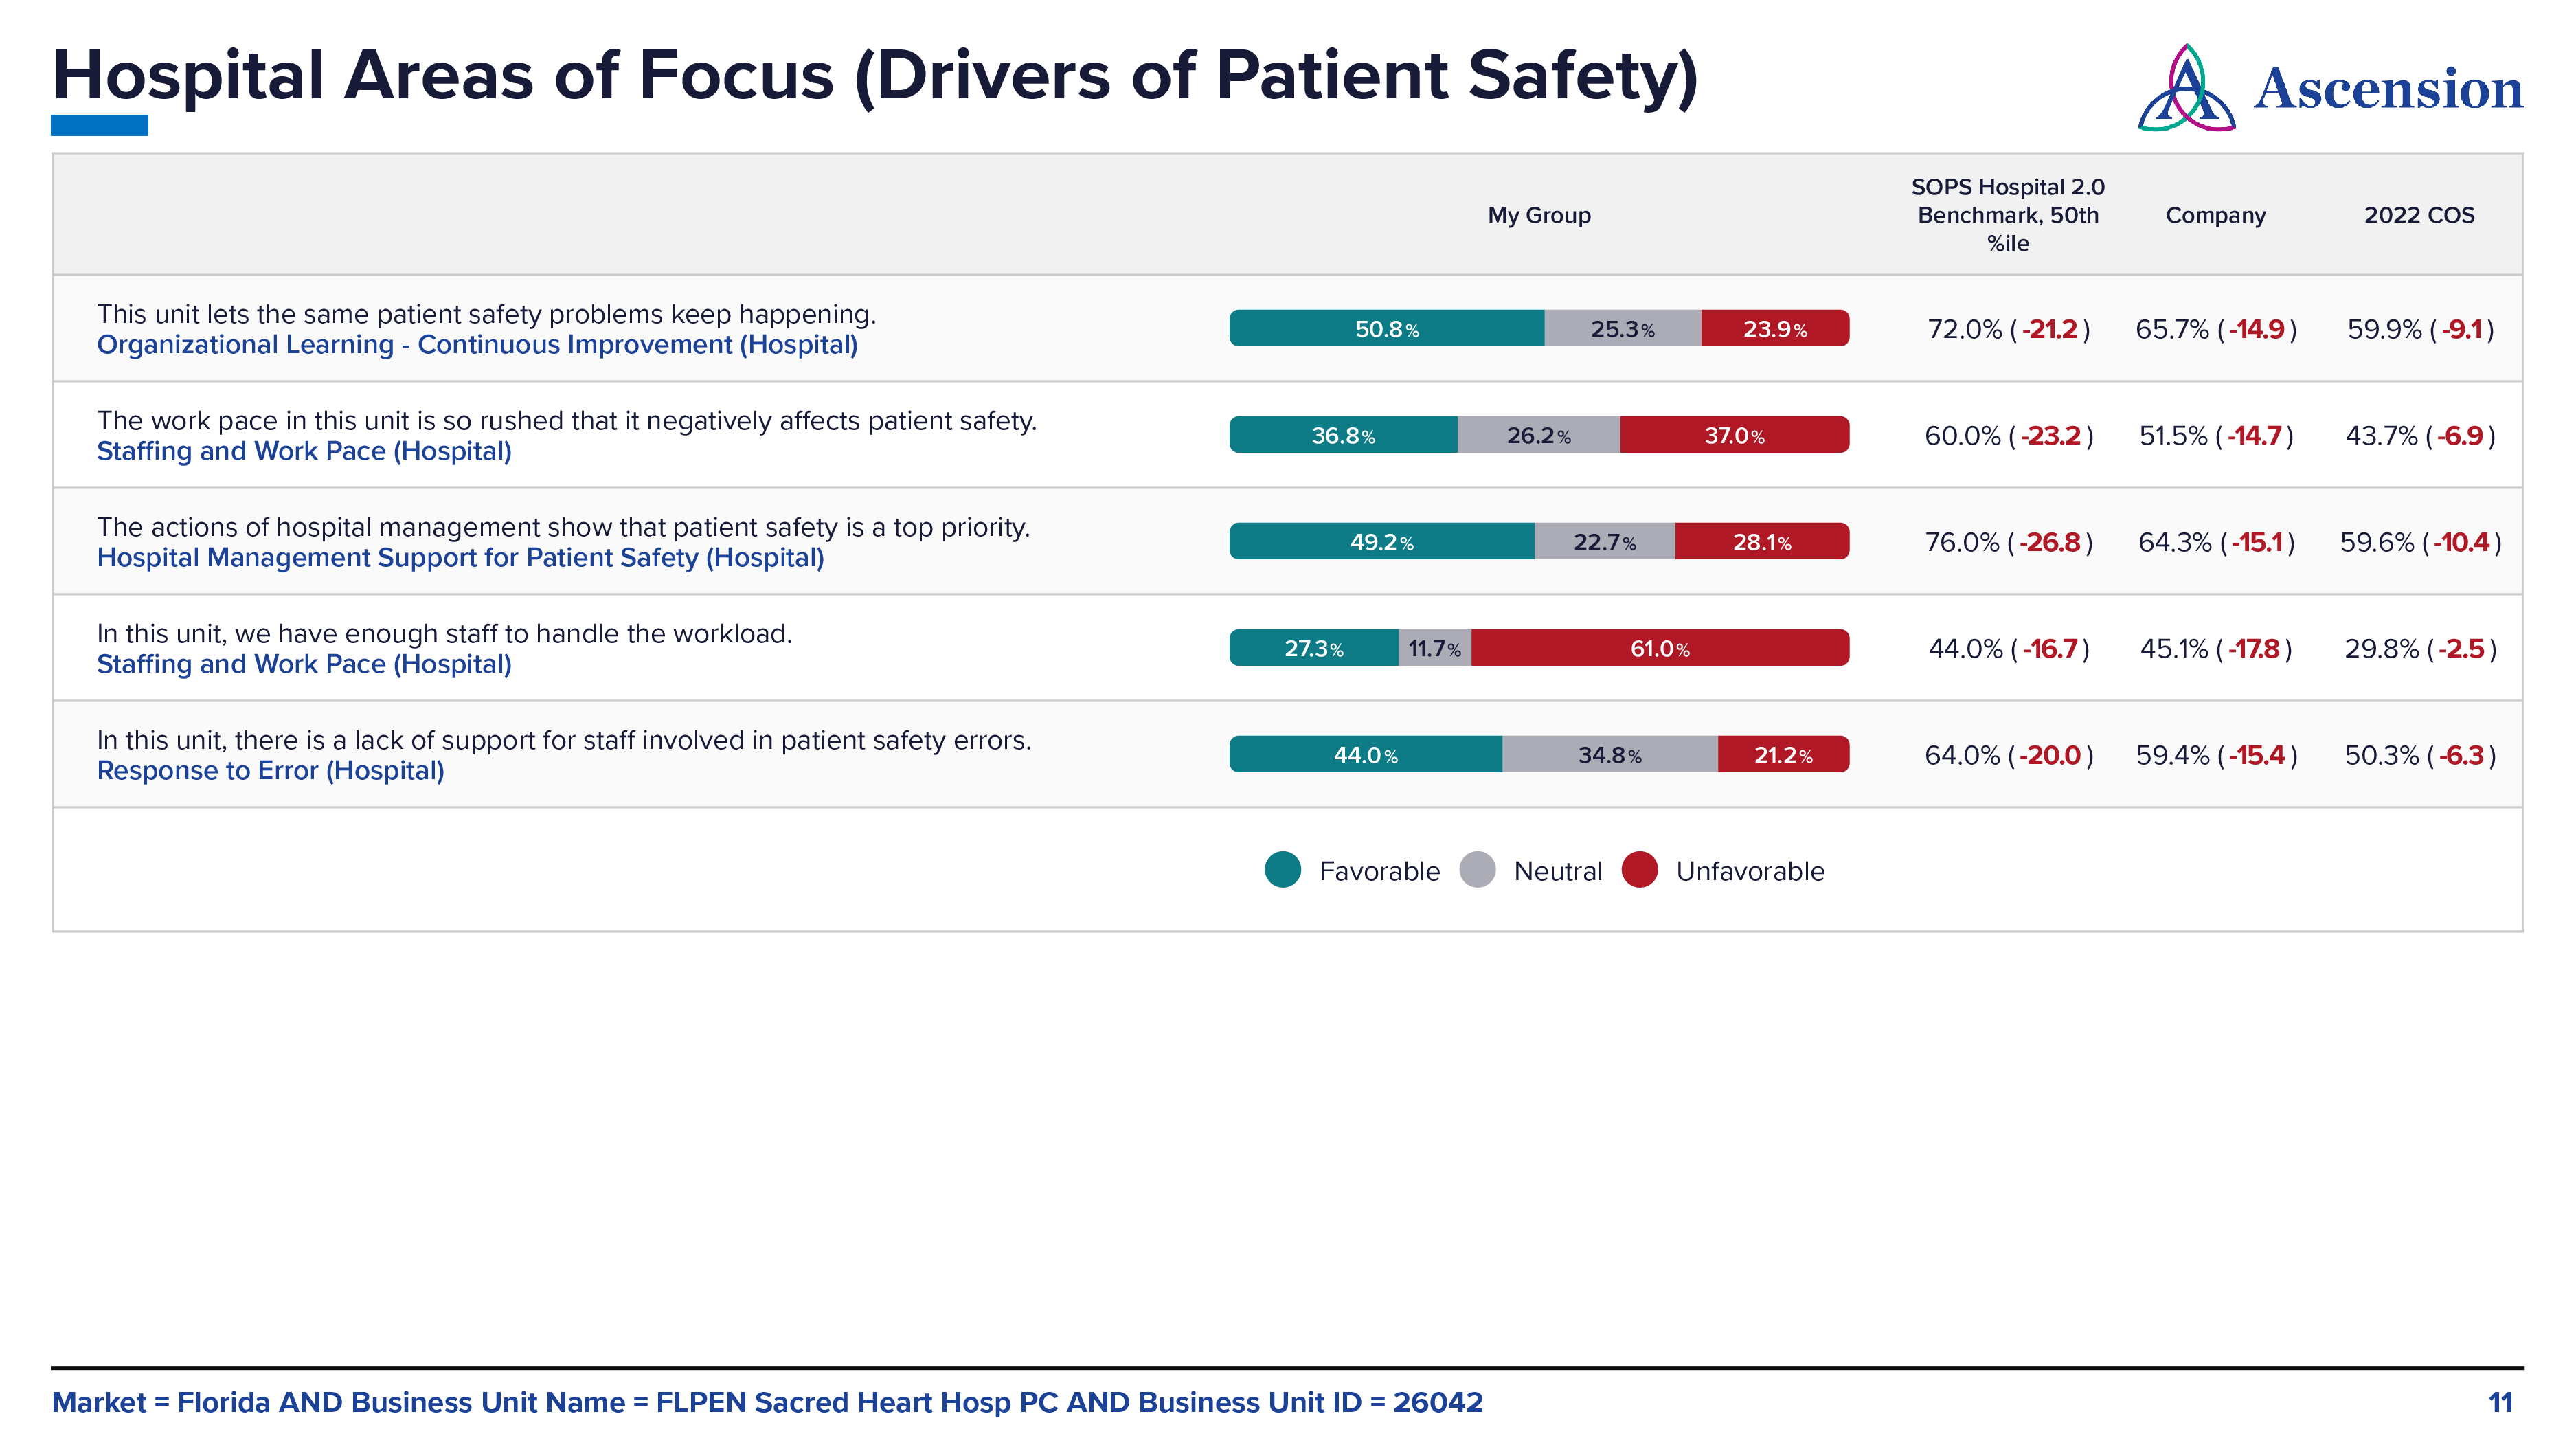 Hospital Areas of Focus (Drivers of Patient Safety)
Ascension
My Group
SOPS Hospital 2.0
Benchmark, 50th
%ile
Company
2022 COS
This unit lets the same patient safety problems keep happening.
Organizational Learning - Continuous Improvement (Hospital)
50.8% 25.3% 23.9% 72.0% (-21.2) 65.7% (-14.9) 59.9% (-9.1)
The work pace in this unit is so rushed that it negatively affects patient safety.
Staffing and Work Pace (Hospital)
36.8% 26.2% 37.0% 60.0% (-23.2) 51.5% (-14.7) 43.7% (-6.9)
The actions of hospital management show that patient safety is a top priority.
Hospital Management Support for Patient Safety (Hospital)
49.2% 22.7% 28.1% 76.0% (-26.8) 64.3% (-15.1) 59.6% (-10.4)
In this unit, we have enough staff to handle the workload.
Staffing and Work Pace (Hospital)
27.3% 11.7% 61.0% 44.0% (-16.7) 45.1% (-17.8) 29.8% (-2.5)
In this unit, there is a lack of support for staff involved in patient safety errors.
Response to Error (Hospital)
44.0% 34.8% 21.2% 64.0% (-20.0) 59.4% (-15.4) 50.3% (-6.3)
Favorable Neutral Unfavorable
Market = Florida AND Business Unit Name = FLPEN Sacred Heart Hosp PC AND Business Unit ID = 26042
11